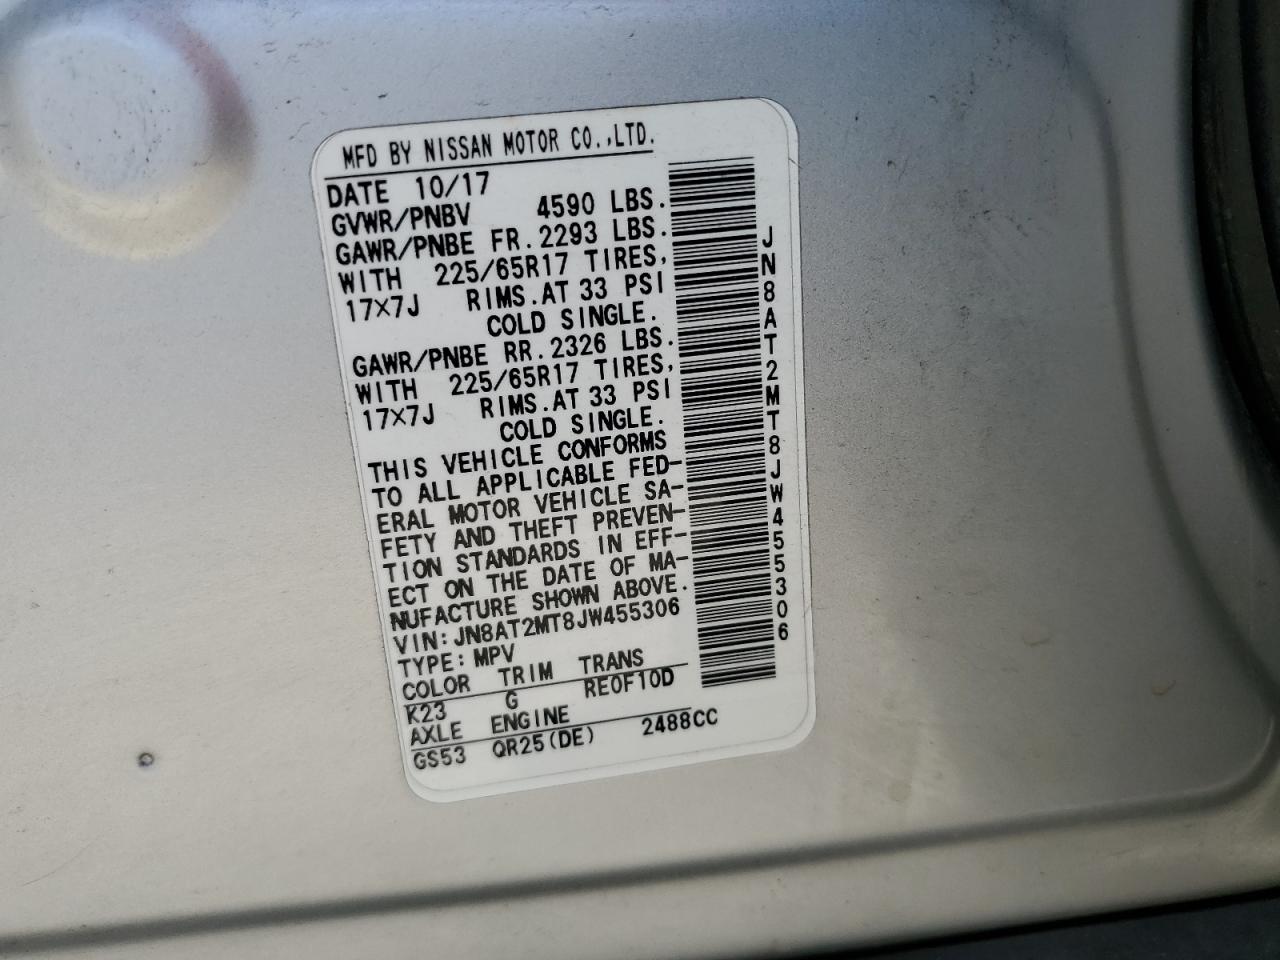 MFD BY NISSAN MOTOR CO.,LTD.
DATE 10/17
GVWR/PNBV 4590 LBS.
GAWR/PNBE FR. 2293 LBS.
WITH 225/65R17 TIRES,
17×7J RIMS.AT 33 PSI
COLD SINGLE.
GAWR/PNBE RR. 2326 LBS.
WITH 225/65R17 TIRES,
17×7J RIMS.AT 33 PSI
COLD SINGLE.
THIS VEHICLE CONFORMS
TO ALL APPLICABLE FED-
ERAL MOTOR VEHICLE SA-
FETY AND THEFT PREVEN-
TION STANDARDS IN EFF-
ECT ON THE DATE OF MA-
NUFACTURE SHOWN ABOVE.
VIN: JN8AT2MT8JW455306
TYPE: MPV
COLOR TRIM TRANS
K23 G RE0F10D
AXLE ENGINE
GS53 QR25(DE) 2488CC
JN8AT2MT8JW455306